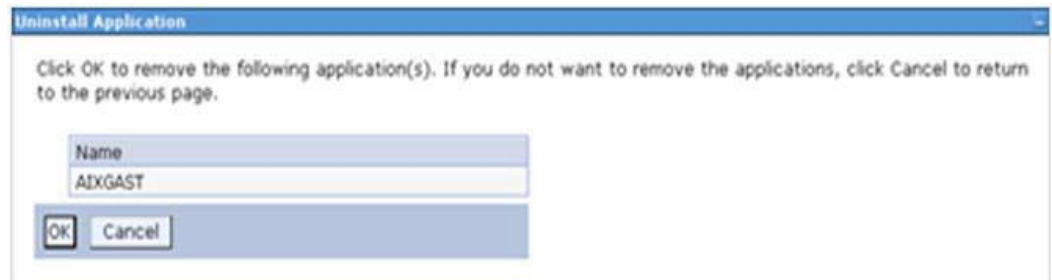 Uninstall Application
Click OK to remove the following application(s). If you do not want to remove the applications, click Cancel to return
to the previous page.
Name
AIXGAST
OK Cancel